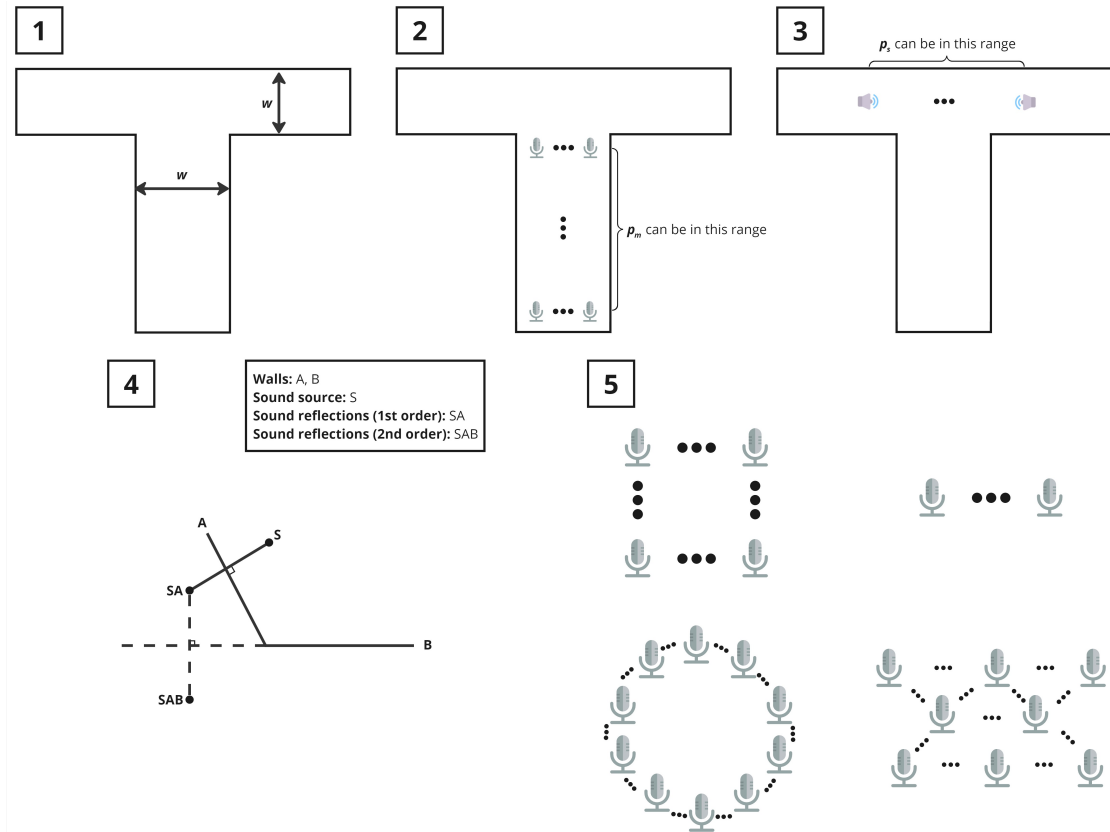 1
2
3
p_s can be in this range
w
w
p_m can be in this range
4
Walls: A, B
Sound source: S
Sound reflections (1st order): SA
Sound reflections (2nd order): SAB
5
A
S
SA
B
SAB